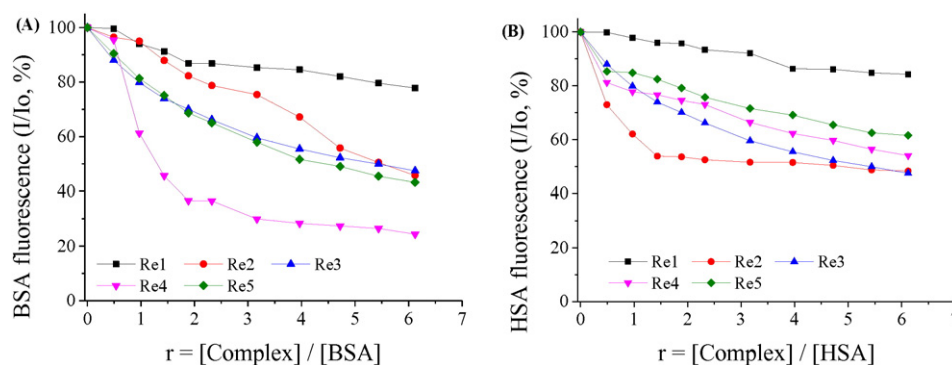 (A)
BSA fluorescence (I/Io, %)
100
80
60
40
20
0
Re1 Re2 Re3
Re4 Re5
0 1 2 3 4 5 6 7
r = [Complex] / [BSA]
(B)
HSA fluorescence (I/Io, %)
100
80
60
40
20
0
Re1 Re2 Re3
Re4 Re5
0 1 2 3 4 5 6 7
r = [Complex] / [HSA]